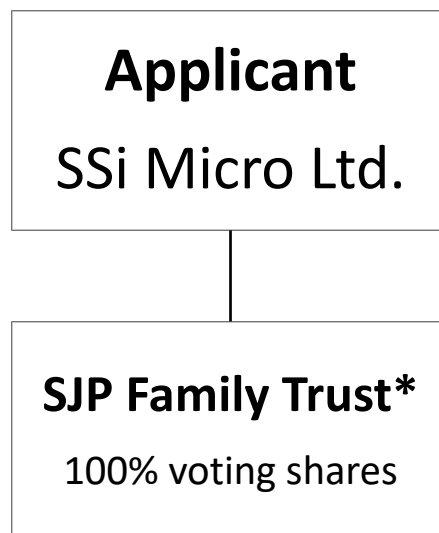 Applicant
SSi Micro Ltd.
SJP Family Trust*
100% voting shares